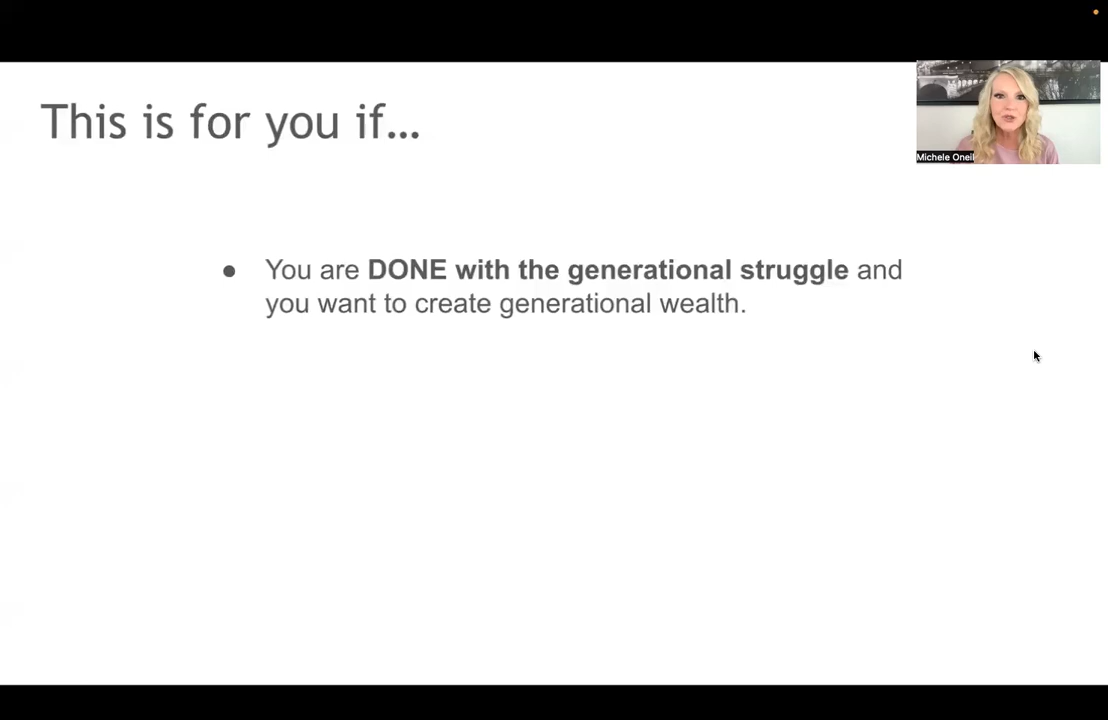 This is for you if...
Michele Oneil
● You are DONE with the generational struggle and
you want to create generational wealth.